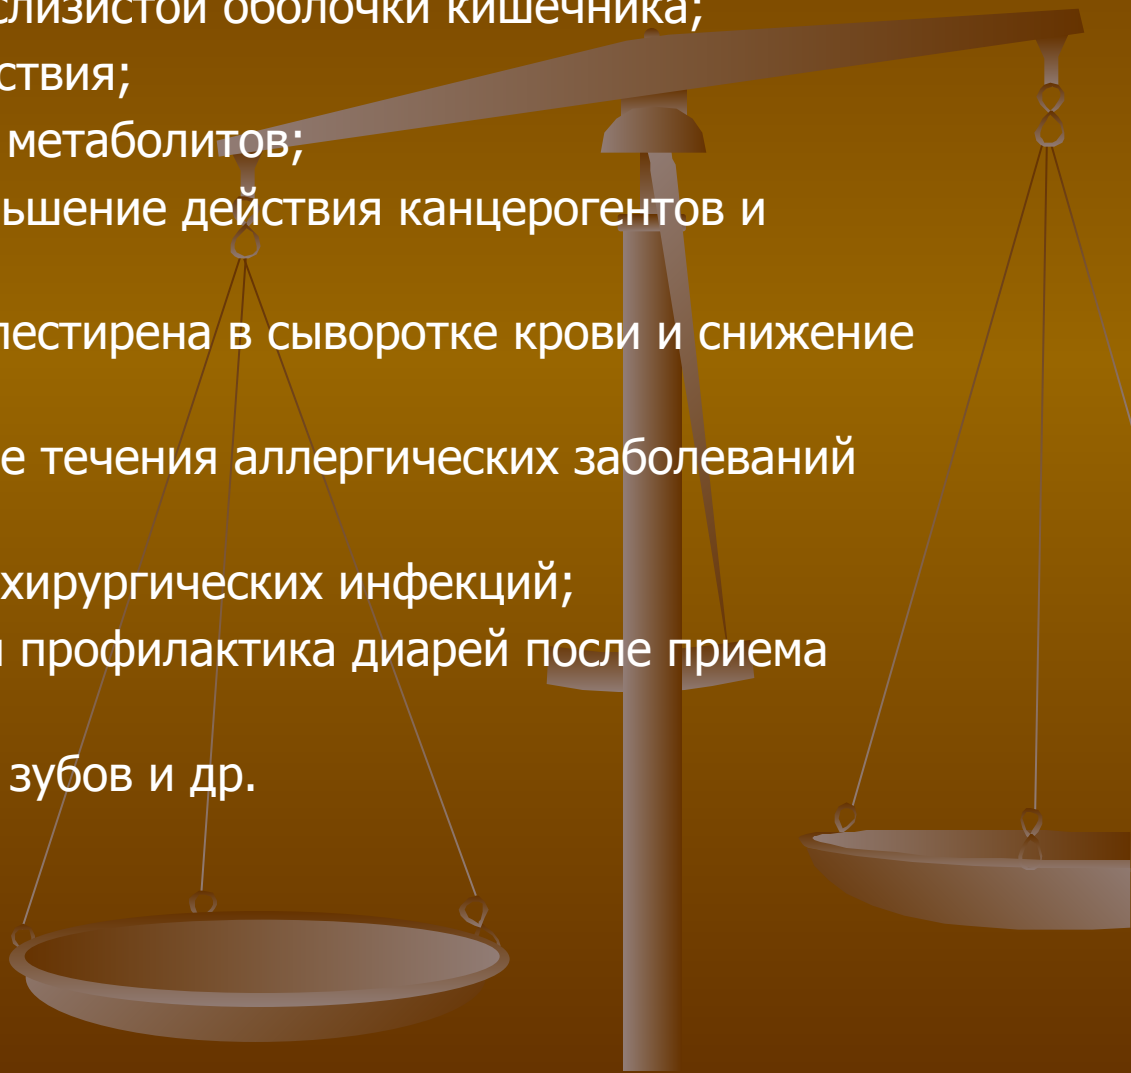 слизистой оболочки кишечника;
ствия;
метаболитов;
ньшение действия канцерогентов и
лестирена в сыворотке крови и снижение
е течения аллергических заболеваний
хирургических инфекций;
и профилактика диарей после приема
зубов и др.